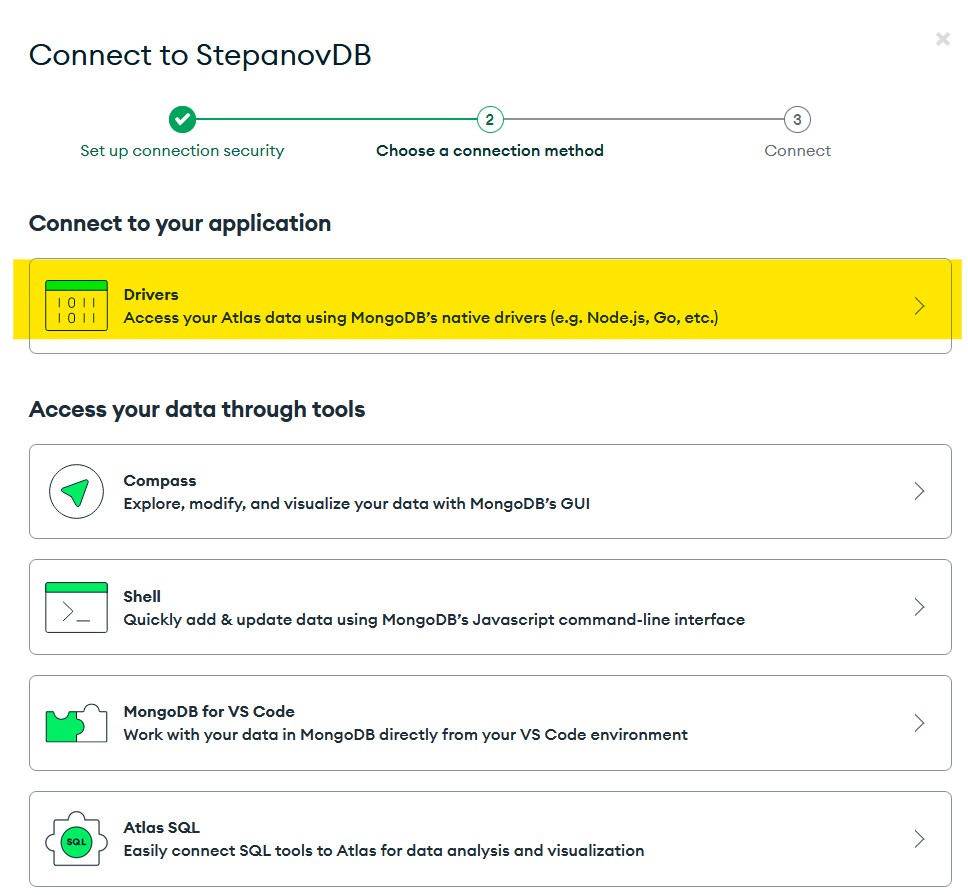 Connect to StepanovDB
2
3
Set up connection security
Choose a connection method
Connect
Connect to your application
1011
1011
Drivers
Access your Atlas data using MongoDB’s native drivers (e.g. Node.js, Go, etc.)
Access your data through tools
Compass
Explore, modify, and visualize your data with MongoDB’s GUI
>_
Shell
Quickly add & update data using MongoDB’s Javascript command-line interface
MongoDB for VS Code
Work with your data in MongoDB directly from your VS Code environment
SQL
Atlas SQL
Easily connect SQL tools to Atlas for data analysis and visualization